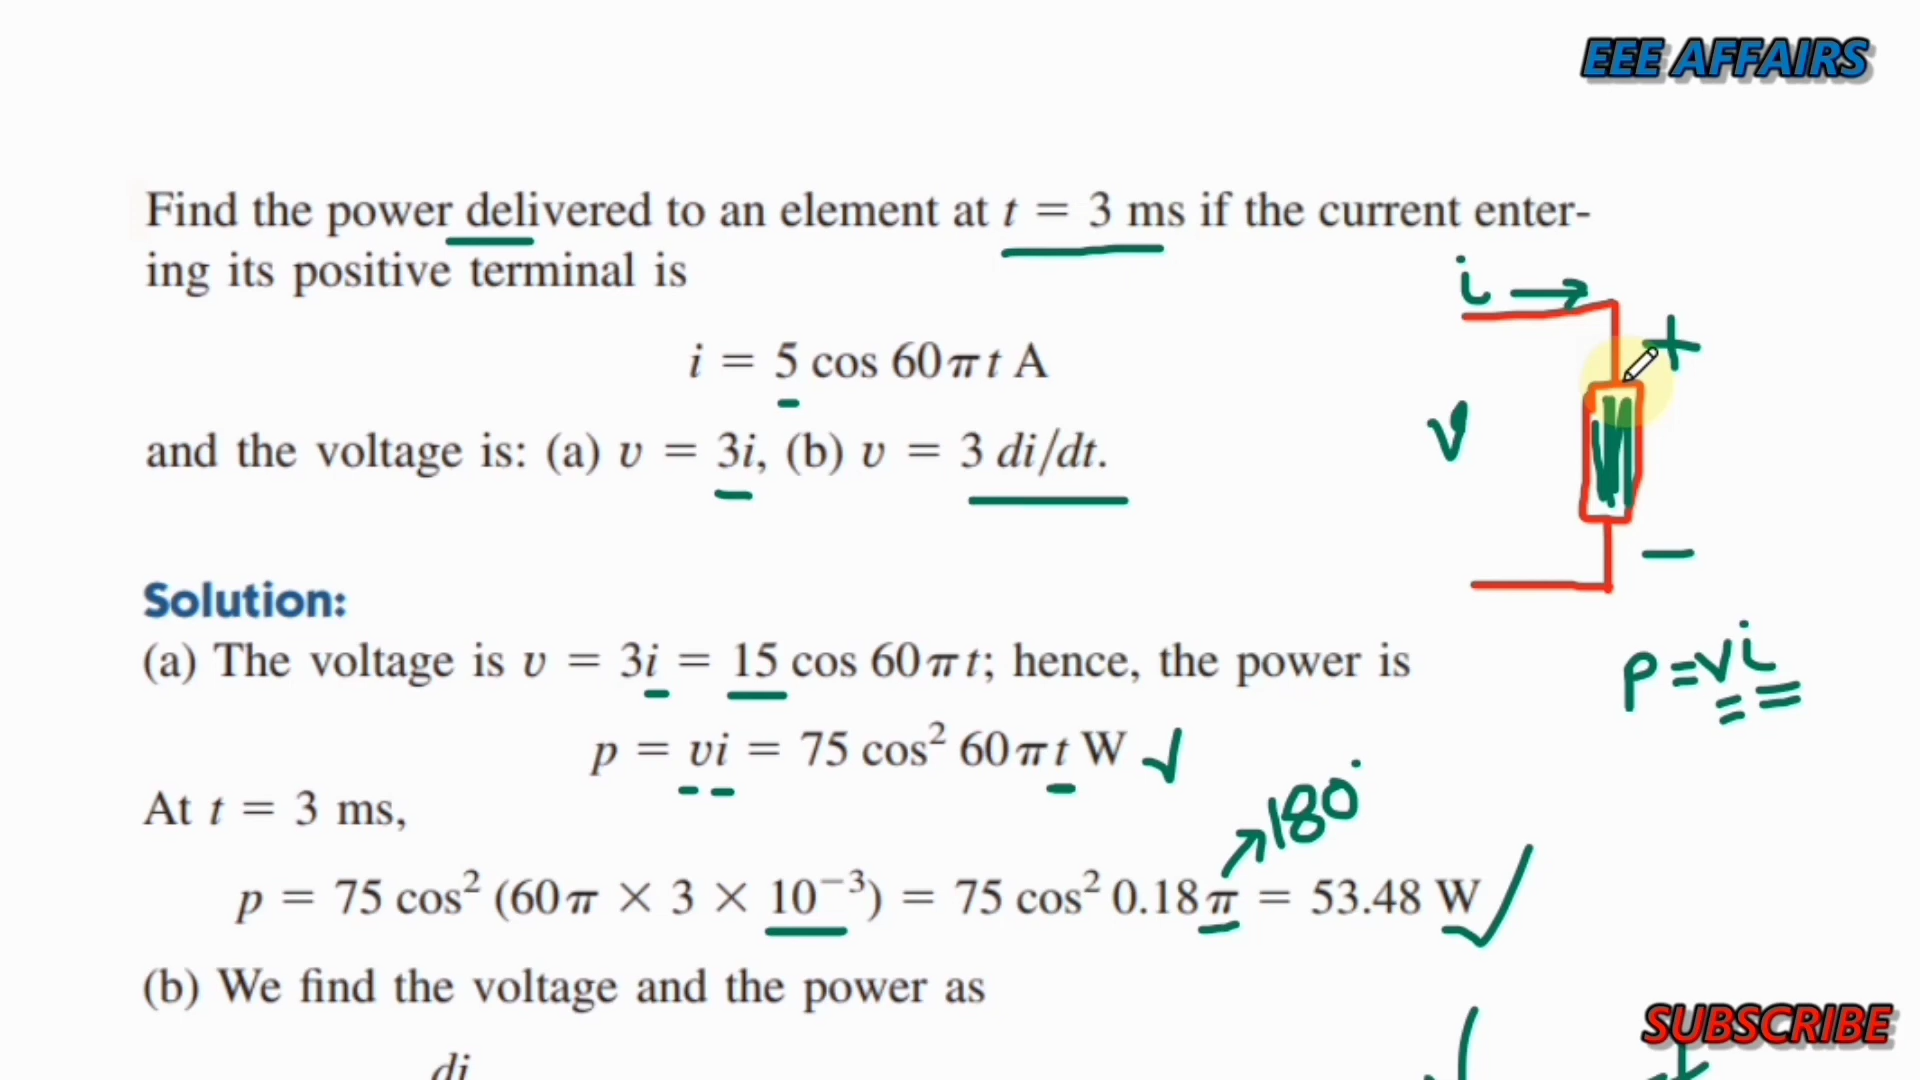 EEE AFFAIRS
Find the power delivered to an element at t = 3 ms if the current enter-
ing its positive terminal is
i = 5 cos 60πt A
and the voltage is: (a) v = 3i, (b) v = 3 di/dt.
i →
+
v
−
Solution:
(a) The voltage is v = 3i = 15 cos 60πt; hence, the power is
p = vi
p = vi = 75 cos² 60πt W ✓
At t = 3 ms,
180°
p = 75 cos² (60π × 3 × 10⁻³) = 75 cos² 0.18π = 53.48 W
(b) We find the voltage and the power as
SUBSCRIBE
di